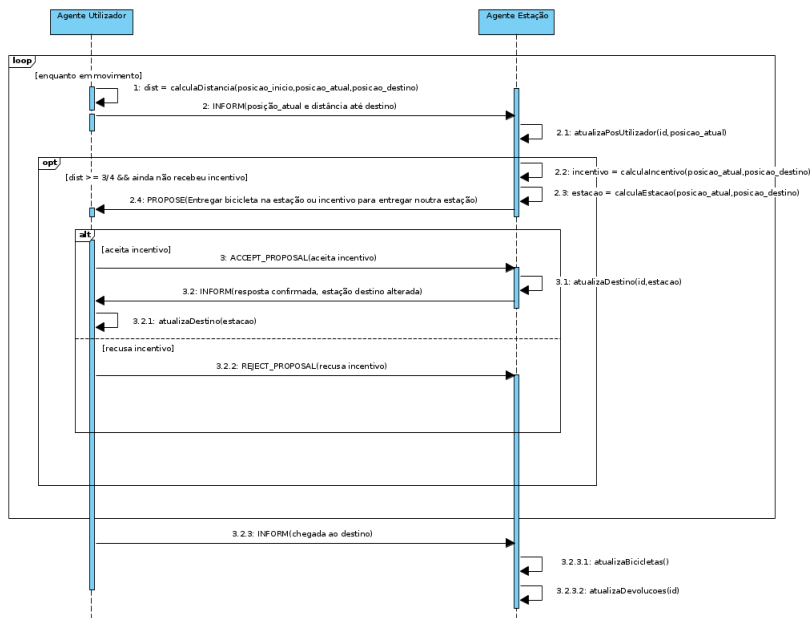 Agente Utilizador
Agente Estação
loop
[enquanto em movimento]
1: dist = calculaDistancia(posicao_inicio,posicao_atual,posicao_destino)
2: INFORM(posição_atual e distância até destino)
2.1: atualizaPosUtilizador(id,posicao_atual)
opt
[dist >= 3/4 && ainda não recebeu incentivo]
2.2: incentivo = calculaIncentivo(posicao_atual,posicao_destino)
2.3: estacao = calculaEstacao(posicao_atual,posicao_destino)
2.4: PROPOSE(Entregar bicicleta na estação ou incentivo para entregar noutra estação)
alt
[aceita incentivo]
3: ACCEPT_PROPOSAL(aceita incentivo)
3.1: atualizaDestino(id,estacao)
3.2: INFORM(resposta confirmada, estação destino alterada)
3.2.1: atualizaDestino(estacao)
[recusa incentivo]
3.2.2: REJECT_PROPOSAL(recusa incentivo)
3.2.3: INFORM(chegada ao destino)
3.2.3.1: atualizaBicicletas()
3.2.3.2: atualizaDevolucoes(id)